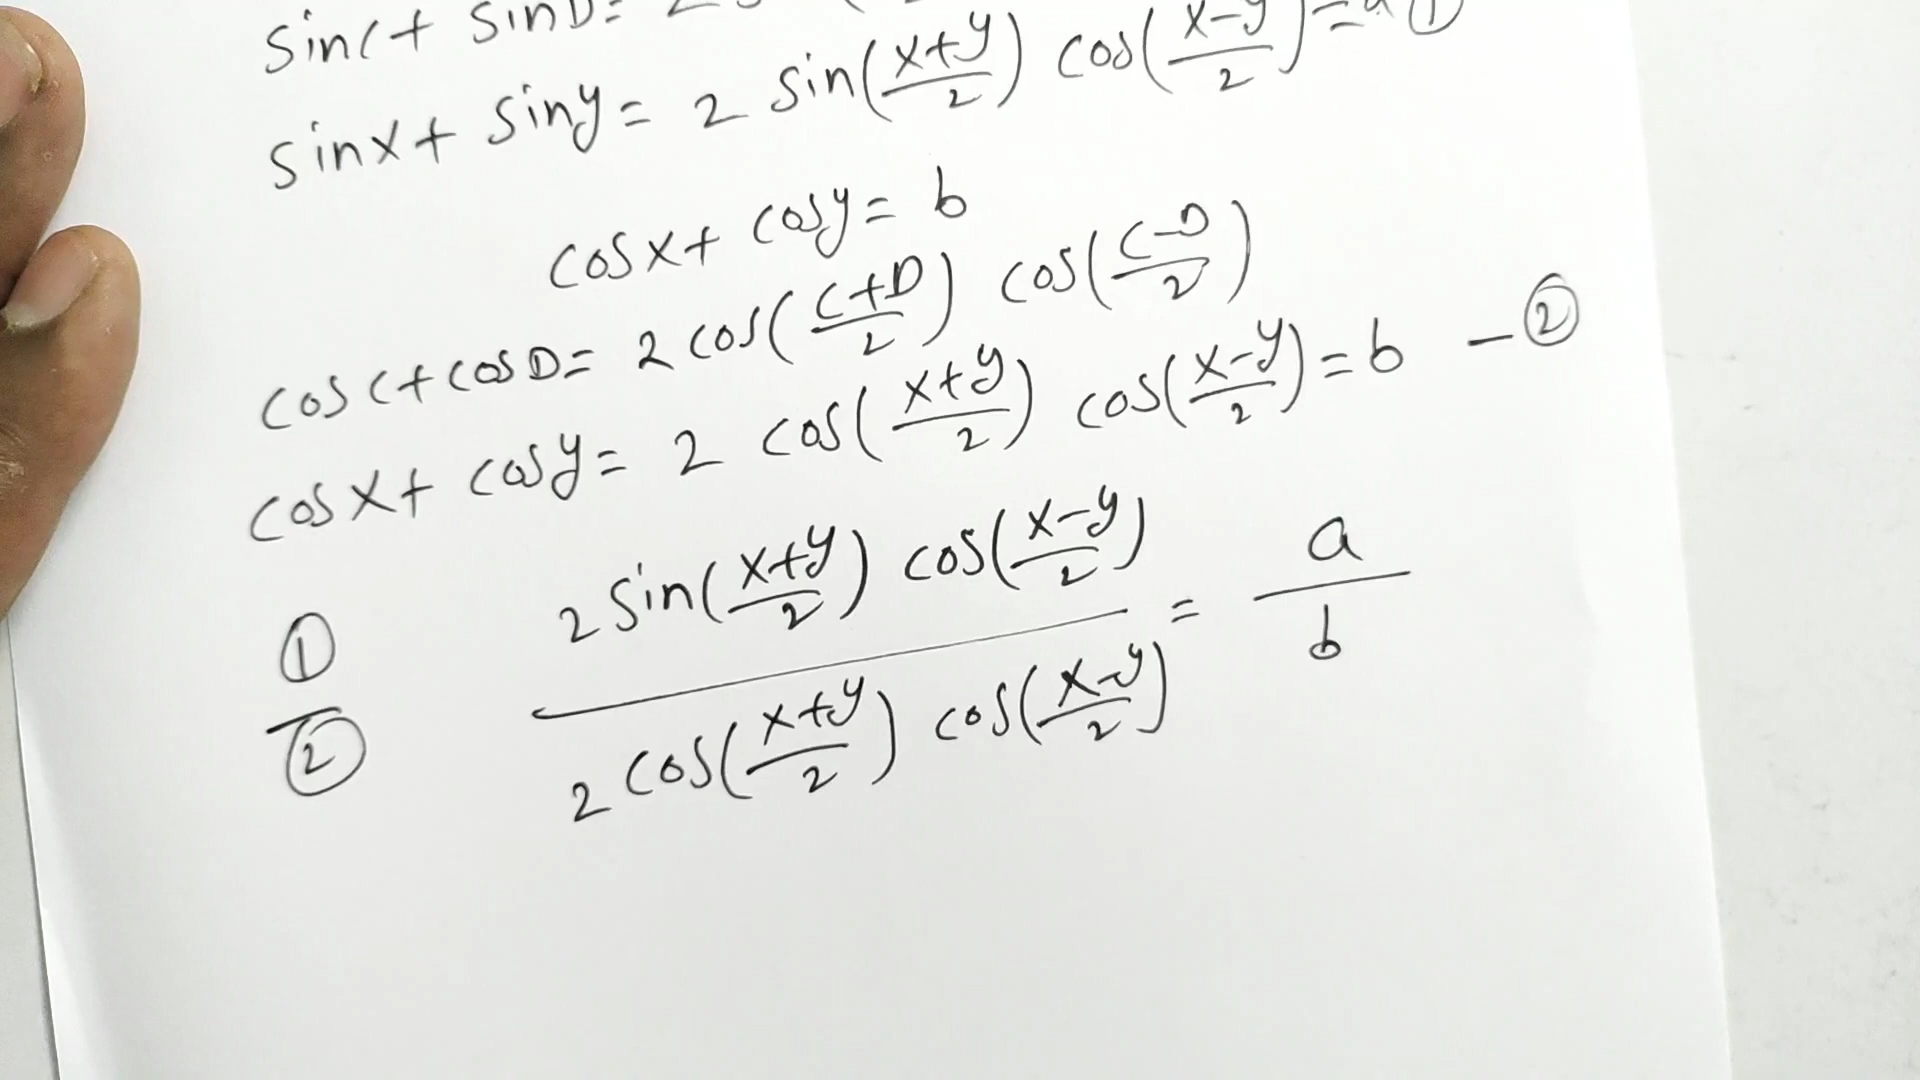 sinc + sinD = 2
sinx + siny = 2 sin(x+y/2) cos(x-y/2) = a ①
cosx + cosy = b
cosc + cosD = 2 cos(c+D/2) cos(c-D/2)
cosx + cosy = 2 cos(x+y/2) cos(x-y/2) = b - ②
①/② 2 sin(x+y/2) cos(x-y/2) / 2 cos(x+y/2) cos(x-y/2) = a/b